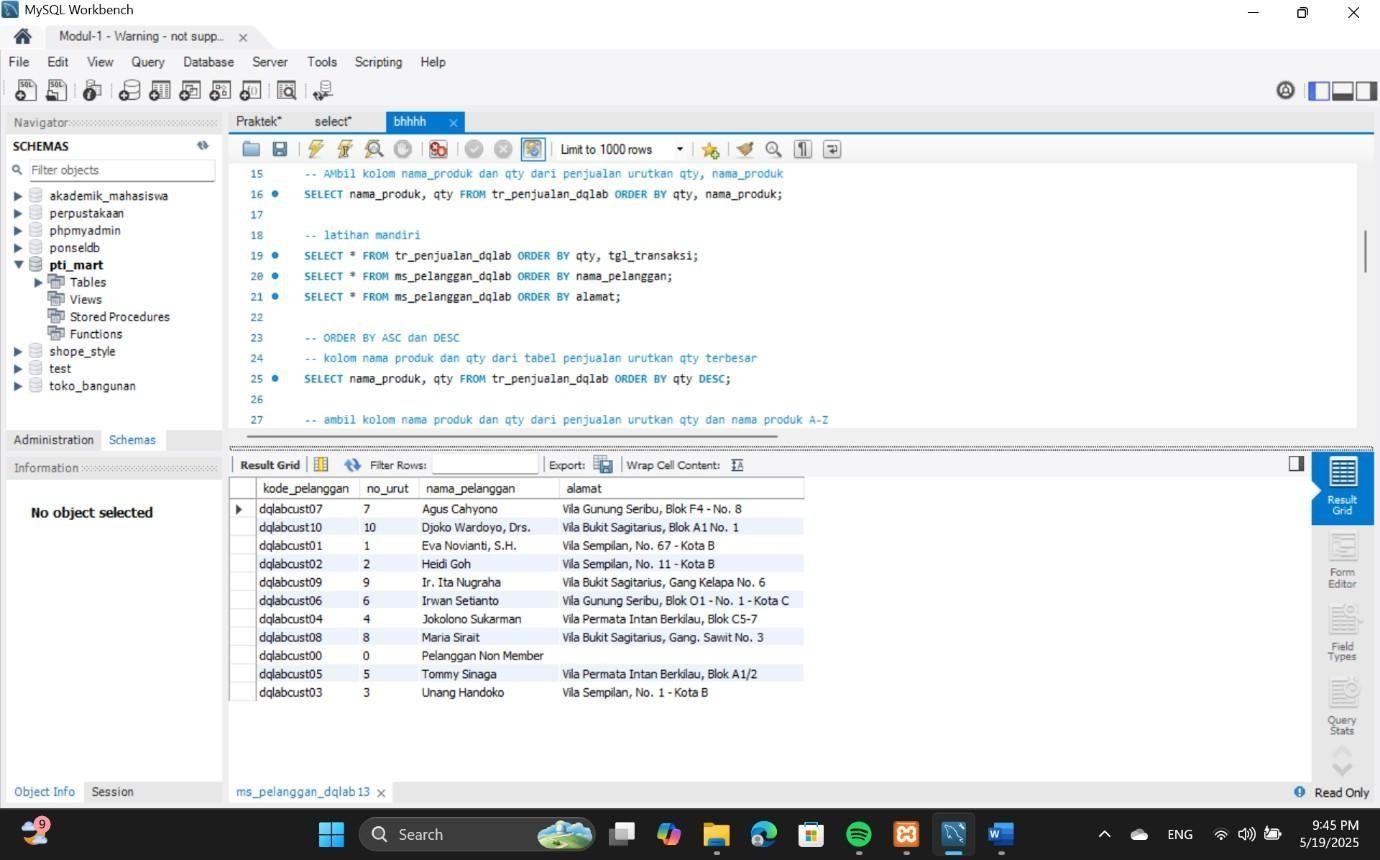 MySQL Workbench
Modul-1 - Warning - not supp...
File Edit View Query Database Server Tools Scripting Help
Navigator
SCHEMAS
Filter objects
akademik_mahasiswa
perpustakaan
phpmyadmin
ponseldb
pti_mart
Tables
Views
Stored Procedures
Functions
shope_style
test
toko_bangunan
Administration Schemas
Information
No object selected
Object Info Session
Praktek* select* bhhhh
Limit to 1000 rows
15 -- AMbil kolom nama_produk dan qty dari penjualan urutkan qty, nama_produk
16 SELECT nama_produk, qty FROM tr_penjualan_dqlab ORDER BY qty, nama_produk;
17
18 -- latihan mandiri
19 SELECT * FROM tr_penjualan_dqlab ORDER BY qty, tgl_transaksi;
20 SELECT * FROM ms_pelanggan_dqlab ORDER BY nama_pelanggan;
21 SELECT * FROM ms_pelanggan_dqlab ORDER BY alamat;
22
23 -- ORDER BY ASC dan DESC
24 -- kolom nama produk dan qty dari tabel penjualan urutkan qty terbesar
25 SELECT nama_produk, qty FROM tr_penjualan_dqlab ORDER BY qty DESC;
26
27 -- ambil kolom nama produk dan qty dari penjualan urutkan qty dan nama produk A-Z
Result Grid Filter Rows: Export: Wrap Cell Content:
kode_pelanggan no_urut nama_pelanggan alamat
dqlabcust07 7 Agus Cahyono Vila Gunung Seribu, Blok F4 - No. 8
dqlabcust10 10 Djoko Wardoyo, Drs. Vila Bukit Sagitarius, Blok A1 No. 1
dqlabcust01 1 Eva Novianti, S.H. Vila Sempilan, No. 67 - Kota B
dqlabcust02 2 Heidi Goh Vila Sempilan, No. 11 - Kota B
dqlabcust09 9 Ir. Ita Nugraha Vila Bukit Sagitarius, Gang Kelapa No. 6
dqlabcust06 6 Irwan Setianto Vila Gunung Seribu, Blok O1 - No. 1 - Kota C
dqlabcust04 4 Jokolono Sukarman Vila Permata Intan Berkilau, Blok C5-7
dqlabcust08 8 Maria Sirait Vila Bukit Sagitarius, Gang. Sawit No. 3
dqlabcust00 0 Pelanggan Non Member
dqlabcust05 5 Tommy Sinaga Vila Permata Intan Berkilau, Blok A1/2
dqlabcust03 3 Unang Handoko Vila Sempilan, No. 1 - Kota B
Result
Grid
Form
Editor
Field
Types
Query
Stats
ms_pelanggan_dqlab 13
Read Only
9
Search
ENG
9:45 PM
5/19/2025